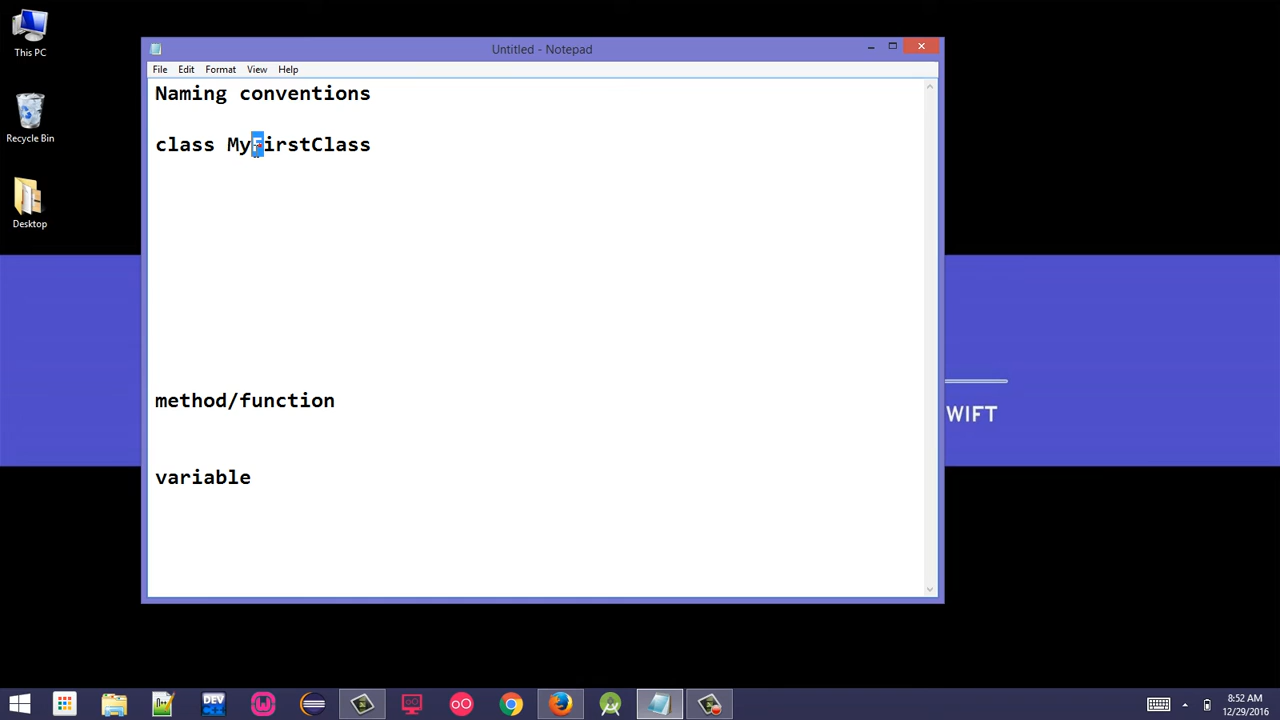 This PC
Recycle Bin
Desktop
Untitled - Notepad
File Edit Format View Help
Naming conventions
class MyFirstClass
method/function
variable
WIFT
DEV
C++
8:52 AM
12/29/2016